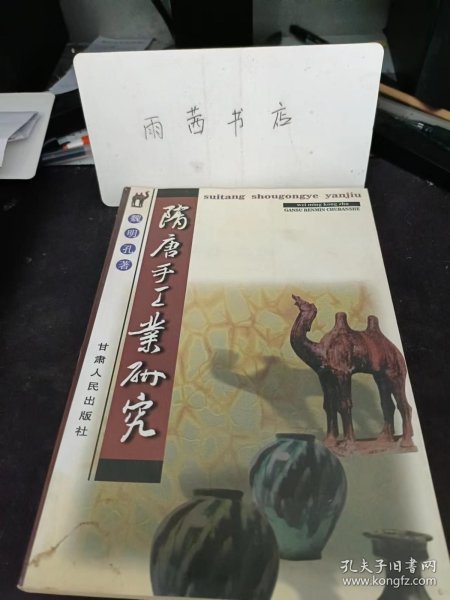 雨茜书店
suitang shougongye yanjiu
wei ming kong zhu
GANSU RENMIN CHUBANSHE
魏明孔著
隋唐手工業研究
甘肃人民出版社
孔夫子旧书网
www.kongfz.com